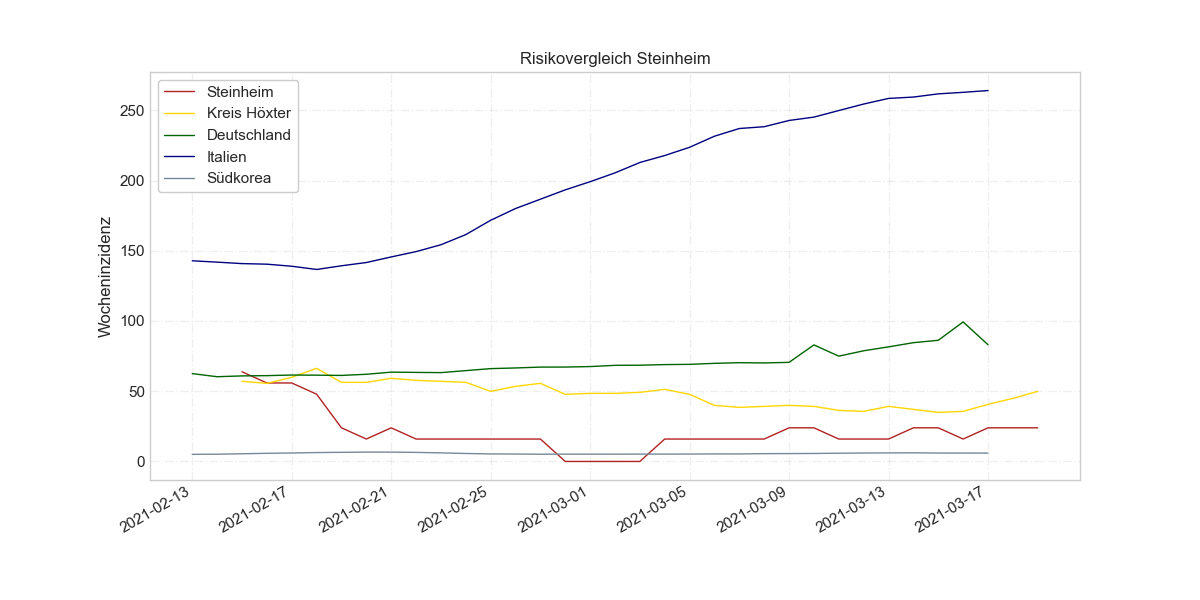 Risikovergleich Steinheim
Steinheim
Kreis Höxter
Deutschland
Italien
Südkorea
Wocheninzidenz
250
200
150
100
50
0
2021-02-13
2021-02-17
2021-02-21
2021-02-25
2021-03-01
2021-03-05
2021-03-09
2021-03-13
2021-03-17